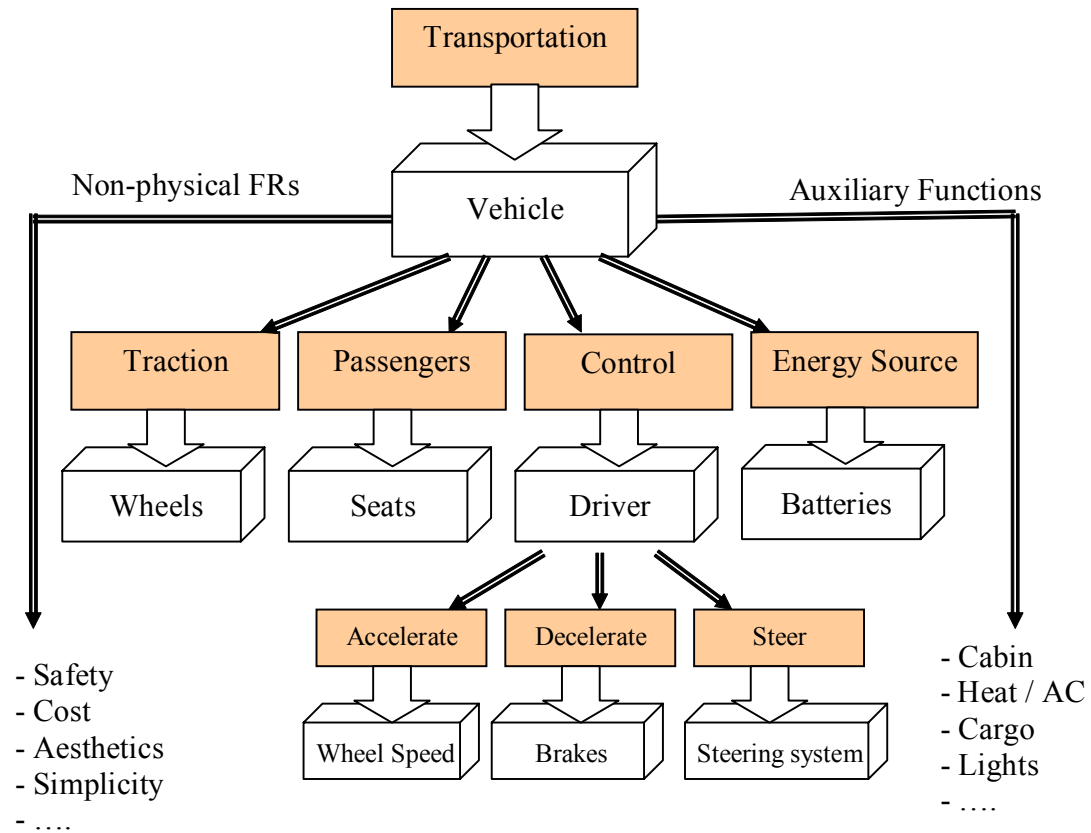 Transportation
Non-physical FRs
Vehicle
Auxiliary Functions
Traction
Passengers
Control
Energy Source
Wheels
Seats
Driver
Batteries
Accelerate
Decelerate
Steer
Wheel Speed
Brakes
Steering system
- Safety
- Cost
- Aesthetics
- Simplicity
- ….
- Cabin
- Heat / AC
- Cargo
- Lights
- ….